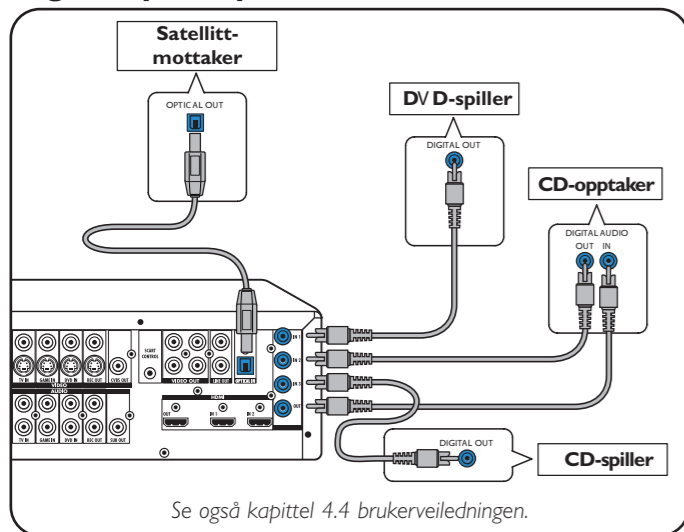 Satellitt-
mottaker
OPTICAL OUT
DVD-spiller
DIGITAL OUT
CD-opptaker
DIGITAL AUDIO
OUT IN
IN 1
IN 2
IN 3
OUT
SCART
CONTROL
TV IN GAME IN DVD IN REC OUT CVBS OUT
VIDEO OUT LINE OUT OPTICAL IN
VIDEO
AUDIO
HDMI
OUT IN 1 IN 2
TV IN GAME IN DVD IN REC OUT SUB OUT
DIGITAL OUT
CD-spiller
Se også kapittel 4.4 brukerveiledningen.